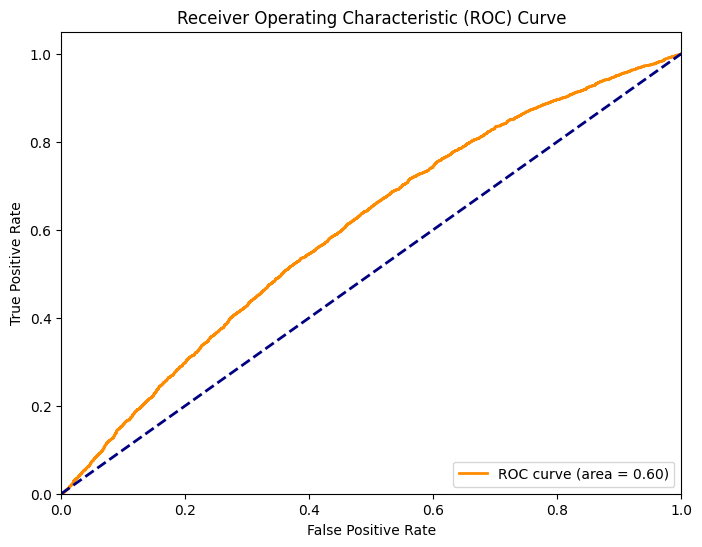 Receiver Operating Characteristic (ROC) Curve
1.0
0.8
0.6
0.4
0.2
0.0
True Positive Rate
ROC curve (area = 0.60)
0.0 0.2 0.4 0.6 0.8 1.0
False Positive Rate